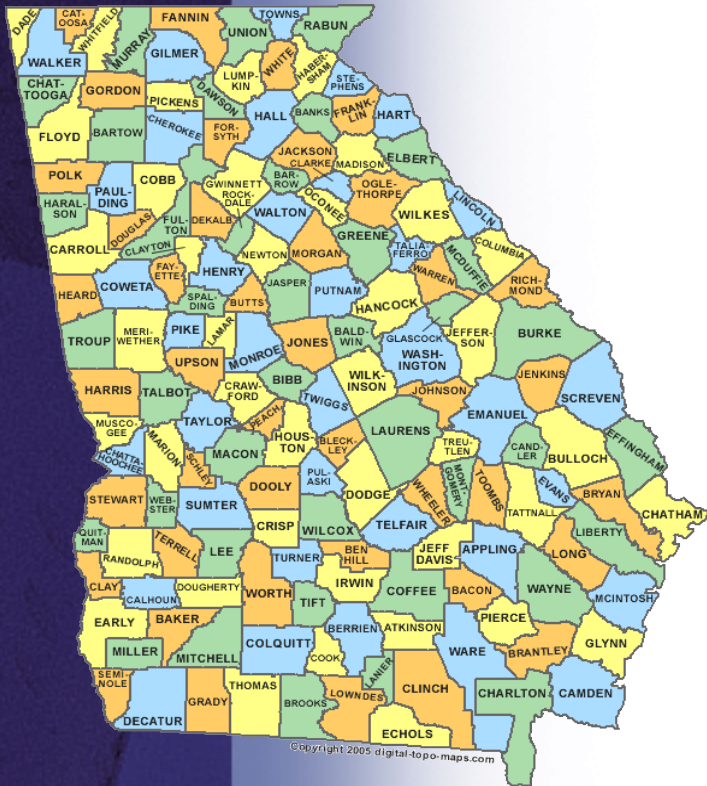 DADE
CAT-
OOSA
WHITFIELD
MURRAY
FANNIN
UNION
TOWNS
RABUN
WALKER
GILMER
LUMP-
KIN
WHITE
HABER-
SHAM
STE-
PHENS
CHAT-
TOOGA
GORDON
PICKENS
DAWSON
HALL
BANKS
FRANK-
LIN
HART
FLOYD
BARTOW
CHEROKEE
FOR-
SYTH
JACKSON
CLARKE
MADISON
ELBERT
POLK
PAUL-
DING
COBB
GWINNETT
ROCK-
DALE
BAR-
ROW
OCONEE
OGLE-
THORPE
HARAL-
SON
DOUGLAS
FUL-
TON
DEKALB
WALTON
WILKES
LINCOLN
CARROLL
CLAYTON
NEWTON
MORGAN
GREENE
TALIA-
FERRO
MCDUFFIE
COLUMBIA
HEARD
COWETA
FAY-
ETTE
HENRY
SPAL-
DING
BUTTS
JASPER
PUTNAM
HANCOCK
WARREN
RICH-
MOND
TROUP
MERI-
WETHER
PIKE
LAMAR
MONROE
JONES
BALD-
WIN
GLASCOCK
WASH-
INGTON
JEFFER-
SON
BURKE
HARRIS
TALBOT
UPSON
CRAW-
FORD
BIBB
TWIGGS
WILK-
INSON
JOHNSON
JENKINS
SCREVEN
MUSCO-
GEE
CHATTA-
HOOCHEE
MARION
TAYLOR
SCHLEY
MACON
PEACH
HOUS-
TON
BLECK-
LEY
LAURENS
TREU-
TLEN
EMANUEL
CAND-
LER
BULLOCH
EFFINGHAM
STEWART
WEB-
STER
SUMTER
DOOLY
PUL-
ASKI
DODGE
WHEELER
MONT-
GOMERY
TOOMBS
TATTNALL
EVANS
BRYAN
CHATHAM
QUIT-
MAN
RANDOLPH
TERRELL
LEE
CRISP
WILCOX
TELFAIR
JEFF
DAVIS
APPLING
LONG
LIBERTY
CLAY
CALHOUN
DOUGHERTY
WORTH
TURNER
BEN
HILL
IRWIN
COFFEE
BACON
WAYNE
MCINTOSH
EARLY
BAKER
TIFT
BERRIEN
ATKINSON
PIERCE
MILLER
MITCHELL
COLQUITT
COOK
LANIER
WARE
BRANTLEY
GLYNN
SEMI-
NOLE
DECATUR
GRADY
THOMAS
BROOKS
LOWNDES
CLINCH
ECHOLS
CHARLTON
CAMDEN
Copyright 2005 digital-topo-maps.com